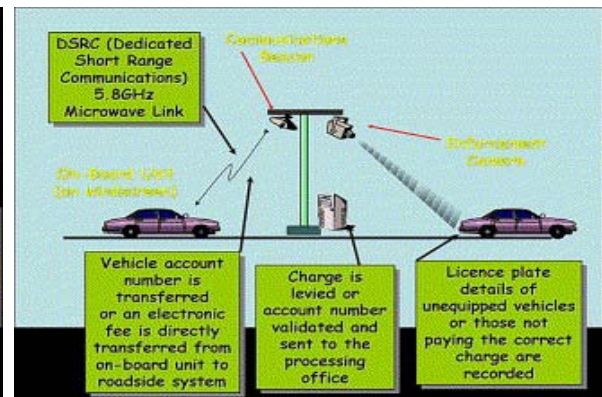 DSRC (Dedicated
Short Range
Communications)
5.8GHz
Microwave Link
Communications
Beacon
Enforcement
Camera
On-Board Unit
(on windscreen)
Vehicle account
number is
transferred
or an electronic
fee is directly
transferred from
on-board unit to
roadside system
Charge is
levied or
account number
validated and
sent to the
processing
office
Licence plate
details of
unequipped vehicles
or those not
paying the correct
charge are
recorded